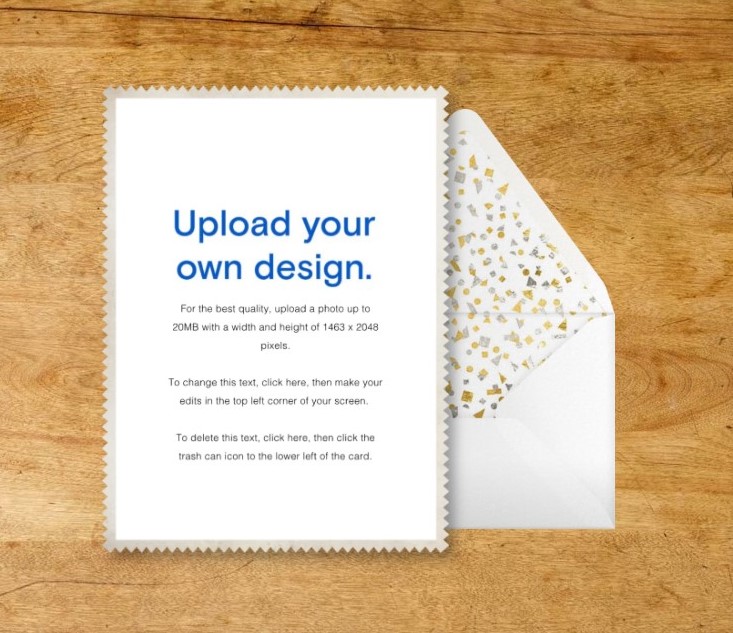 Upload your
own design.
For the best quality, upload a photo up to
20MB with a width and height of 1463 x 2048
pixels.
To change this text, click here, then make your
edits in the top left corner of your screen.
To delete this text, click here, then click the
trash can icon to the lower left of the card.